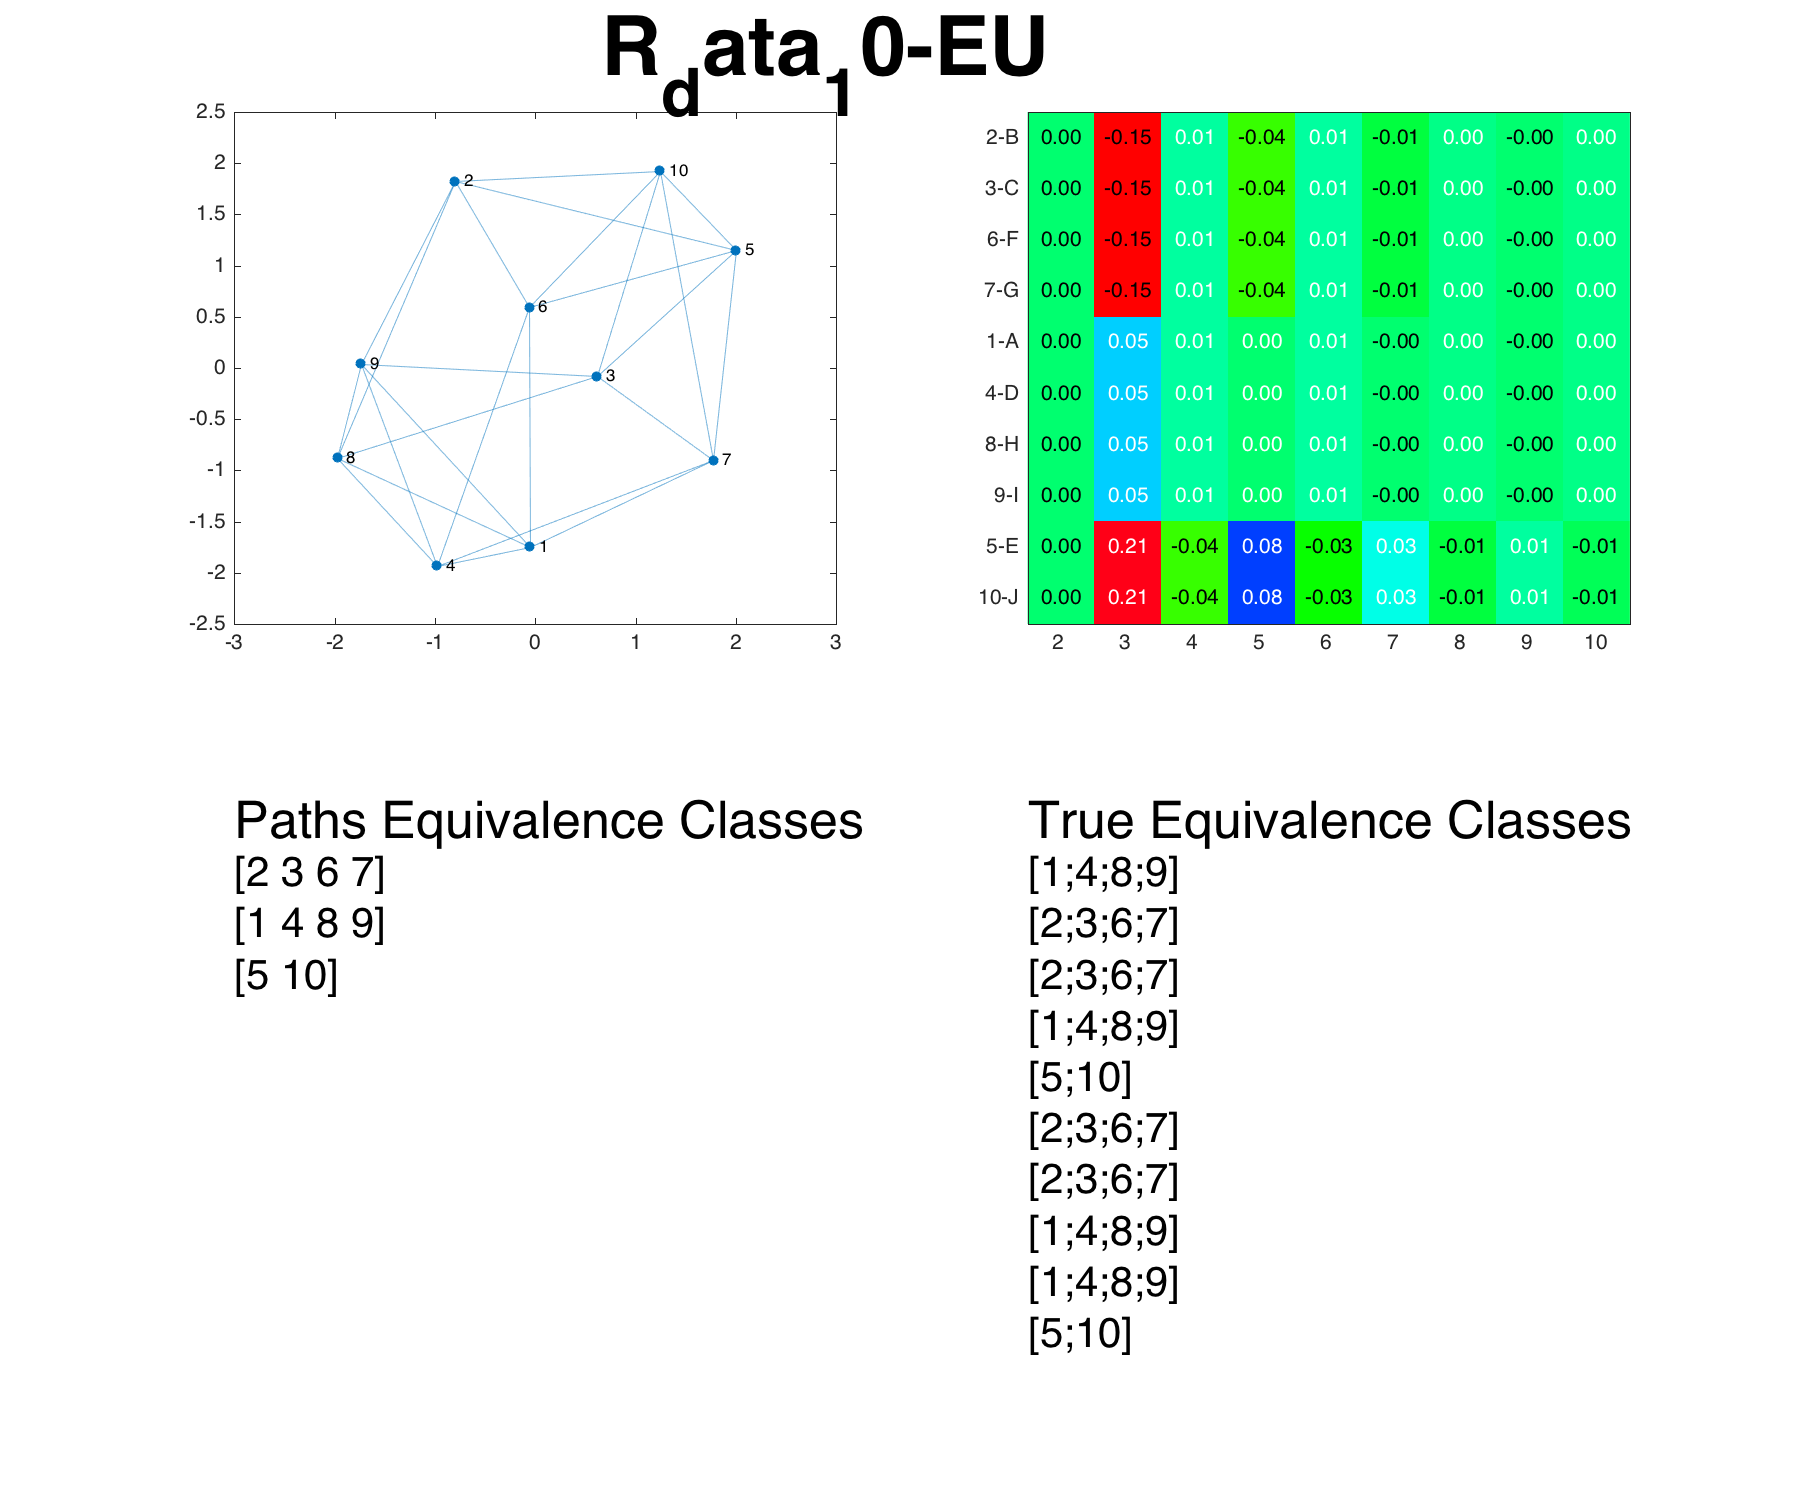 R_data_10-EU
2.5
2
1.5
1
0.5
0
-0.5
-1
-1.5
-2
-2.5
-3 -2 -1 0 1 2 3
2
10
5
6
9
3
8
7
1
4
2-B 0.00 -0.15 0.01 -0.04 0.01 -0.01 0.00 -0.00 0.00
3-C 0.00 -0.15 0.01 -0.04 0.01 -0.01 0.00 -0.00 0.00
6-F 0.00 -0.15 0.01 -0.04 0.01 -0.01 0.00 -0.00 0.00
7-G 0.00 -0.15 0.01 -0.04 0.01 -0.01 0.00 -0.00 0.00
1-A 0.00 0.05 0.01 0.00 0.01 -0.00 0.00 -0.00 0.00
4-D 0.00 0.05 0.01 0.00 0.01 -0.00 0.00 -0.00 0.00
8-H 0.00 0.05 0.01 0.00 0.01 -0.00 0.00 -0.00 0.00
9-I 0.00 0.05 0.01 0.00 0.01 -0.00 0.00 -0.00 0.00
5-E 0.00 0.21 -0.04 0.08 -0.03 0.03 -0.01 0.01 -0.01
10-J 0.00 0.21 -0.04 0.08 -0.03 0.03 -0.01 0.01 -0.01
2 3 4 5 6 7 8 9 10
Paths Equivalence Classes
[2 3 6 7]
[1 4 8 9]
[5 10]
True Equivalence Classes
[1;4;8;9]
[2;3;6;7]
[2;3;6;7]
[1;4;8;9]
[5;10]
[2;3;6;7]
[2;3;6;7]
[1;4;8;9]
[1;4;8;9]
[5;10]